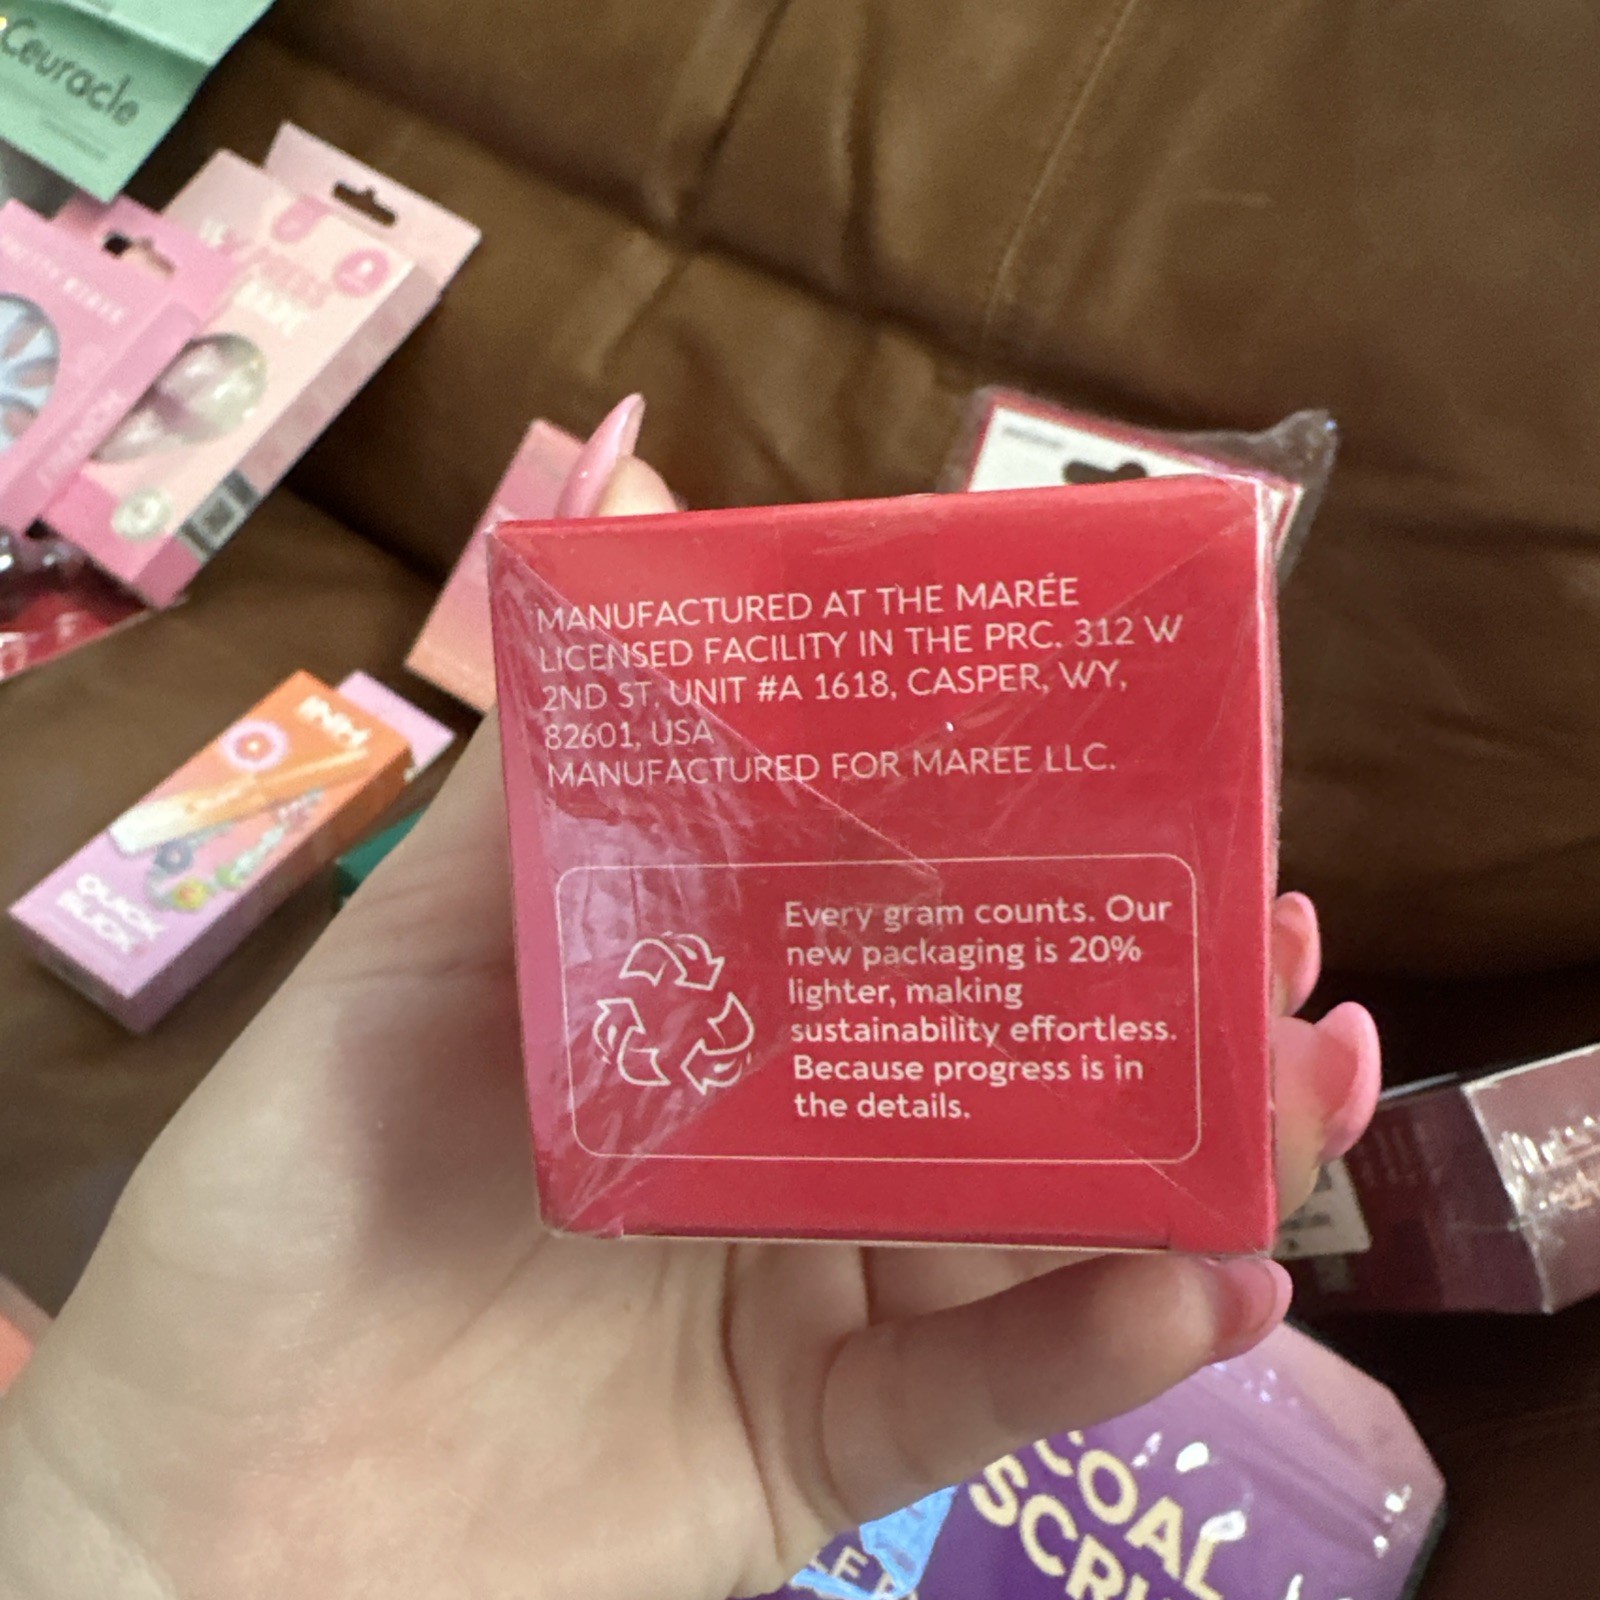 Ceuracle
MANUFACTURED AT THE MARÉE
LICENSED FACILITY IN THE PRC. 312 W
2ND ST, UNIT #A 1618, CASPER, WY,
82601, USA
MANUFACTURED FOR MAREE LLC.
Every gram counts. Our
new packaging is 20%
lighter, making
sustainability effortless.
Because progress is in
the details.
QUICK
COAL